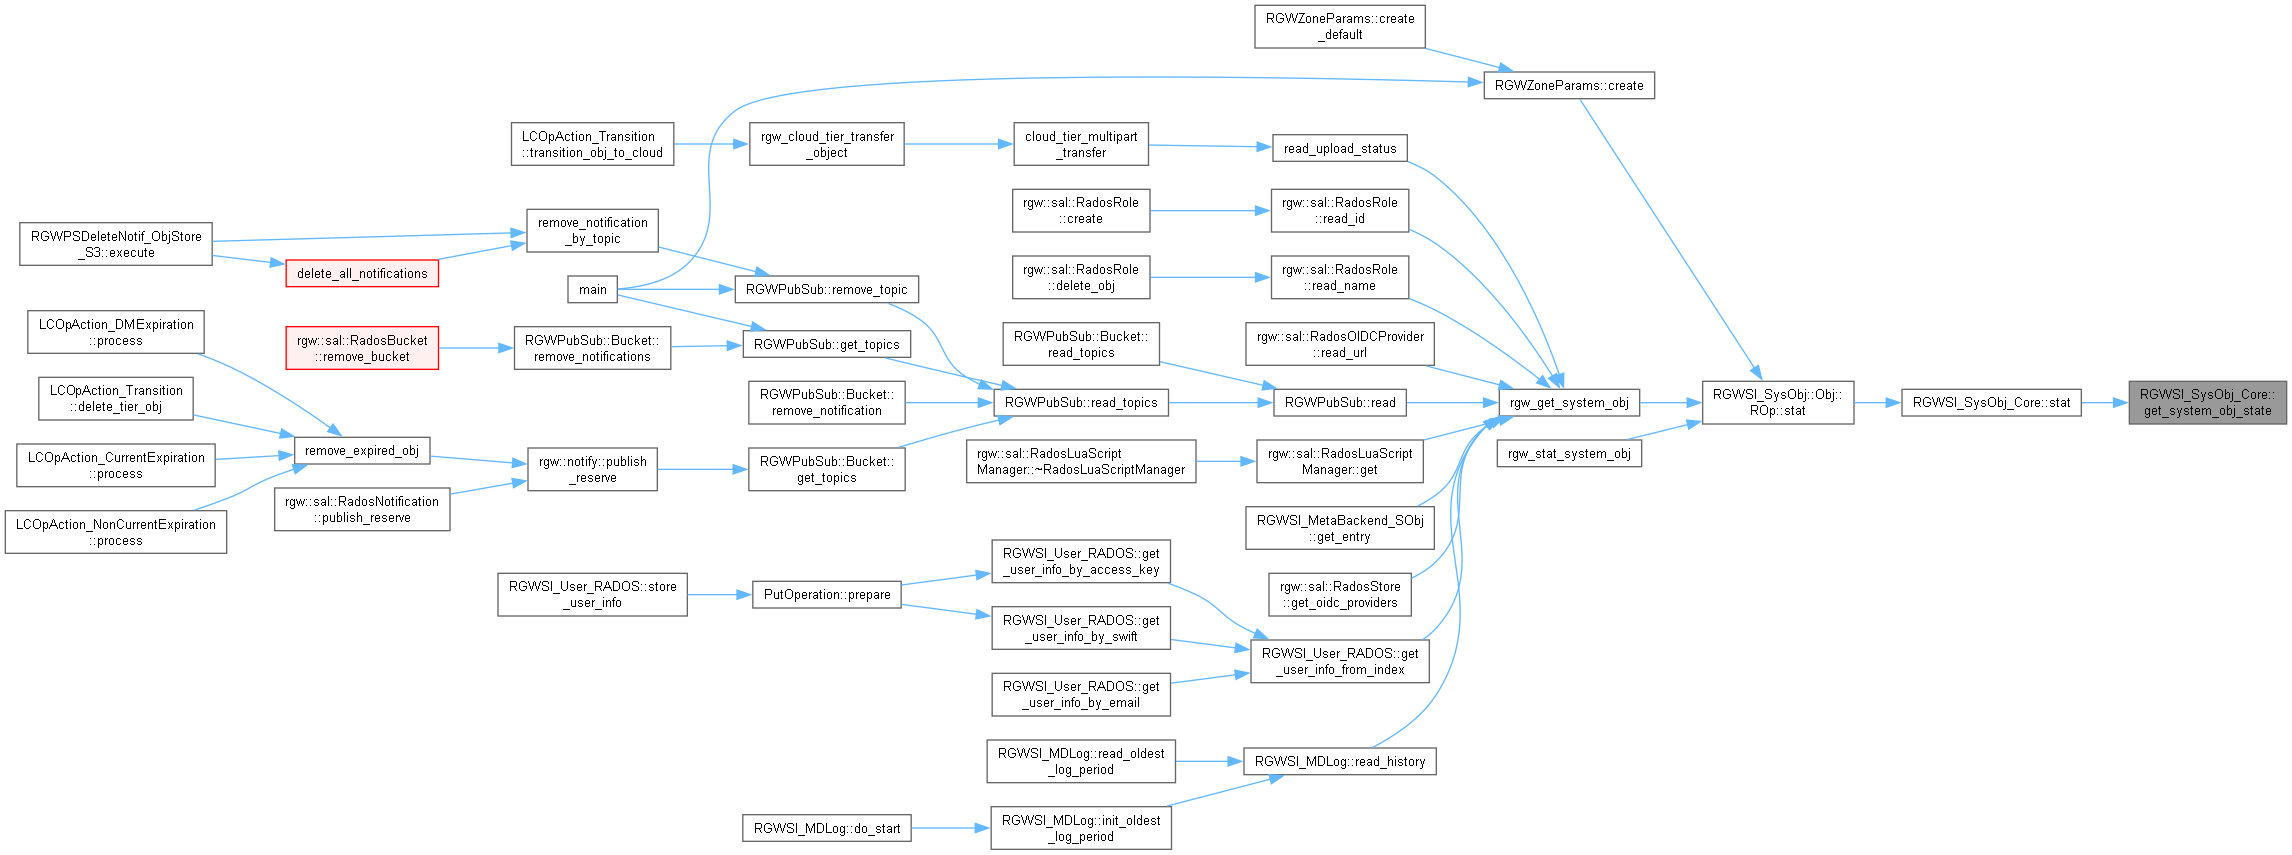 RGWZoneParams::create
_default
RGWZoneParams::create
LCOpAction_Transition
::transition_obj_to_cloud
rgw_cloud_tier_transfer
_object
cloud_tier_multipart
_transfer
read_upload_status
rgw::sal::RadosRole
::create
rgw::sal::RadosRole
::read_id
RGWPSDeleteNotif_ObjStore
_S3::execute
remove_notification
_by_topic
delete_all_notifications
rgw::sal::RadosRole
::delete_obj
rgw::sal::RadosRole
::read_name
main
RGWPubSub::remove_topic
LCOpAction_DMExpiration
::process
rgw::sal::RadosBucket
::remove_bucket
RGWPubSub::Bucket::
remove_notifications
RGWPubSub::get_topics
RGWPubSub::Bucket::
read_topics
rgw::sal::RadosOIDCProvider
::read_url
LCOpAction_Transition
::delete_tier_obj
RGWPubSub::Bucket::
remove_notification
RGWPubSub::read_topics
RGWPubSub::read
rgw_get_system_obj
RGWSI_SysObj::Obj::
ROp::stat
RGWSI_SysObj_Core::stat
RGWSI_SysObj_Core::
get_system_obj_state
LCOpAction_CurrentExpiration
::process
remove_expired_obj
rgw::notify::publish
_reserve
RGWPubSub::Bucket::
get_topics
rgw::sal::RadosLuaScript
Manager::~RadosLuaScriptManager
rgw::sal::RadosLuaScript
Manager::get
rgw_stat_system_obj
LCOpAction_NonCurrentExpiration
::process
rgw::sal::RadosNotification
::publish_reserve
RGWSI_MetaBackend_SObj
::get_entry
RGWSI_User_RADOS::store
_user_info
PutOperation::prepare
RGWSI_User_RADOS::get
_user_info_by_access_key
rgw::sal::RadosStore
::get_oidc_providers
RGWSI_User_RADOS::get
_user_info_by_swift
RGWSI_User_RADOS::get
_user_info_from_index
RGWSI_User_RADOS::get
_user_info_by_email
RGWSI_MDLog::read_oldest
_log_period
RGWSI_MDLog::read_history
RGWSI_MDLog::do_start
RGWSI_MDLog::init_oldest
_log_period